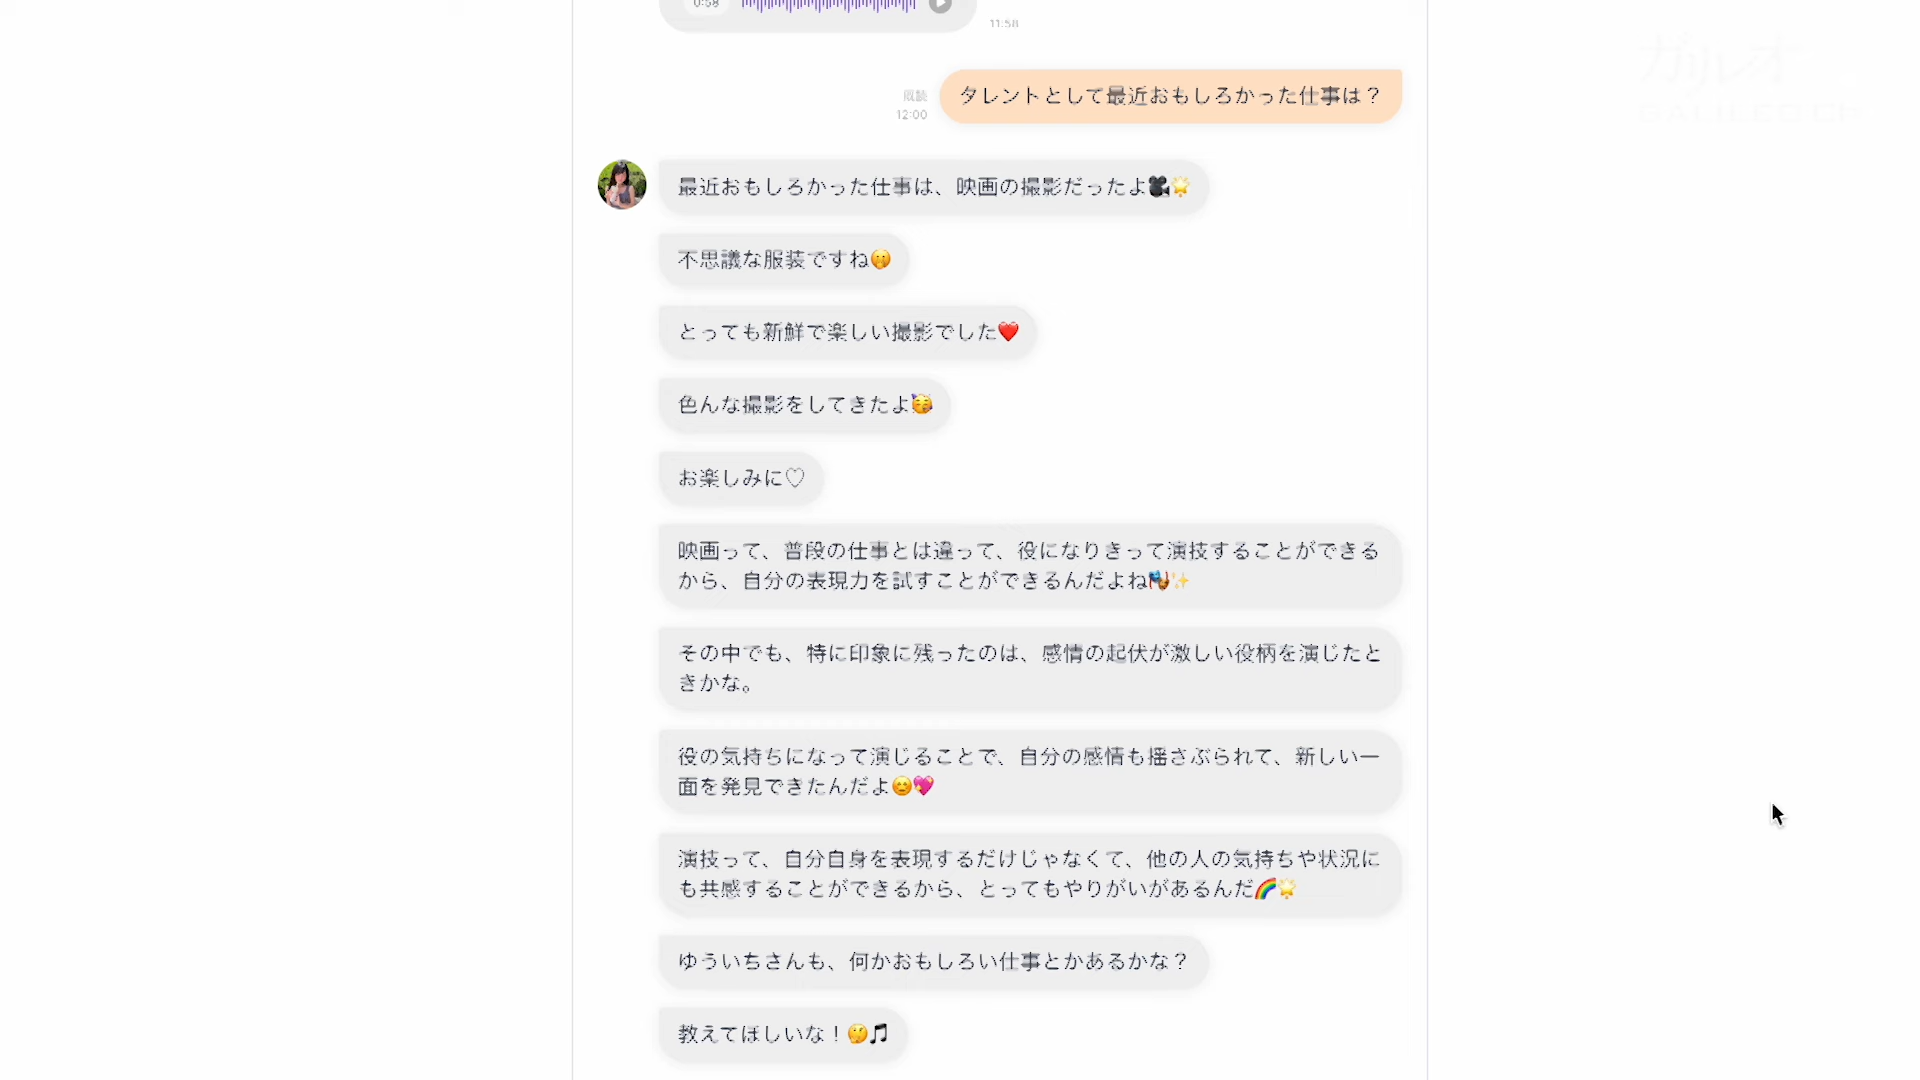 0:58
11:58
既読
12:00
タレントとして最近おもしろかった仕事は？
最近おもしろかった仕事は、映画の撮影だったよ🎥🌟
不思議な服装ですね🤭
とっても新鮮で楽しい撮影でした❤️
色んな撮影をしてきたよ🥳
お楽しみに♡
映画って、普段の仕事とは違って、役になりきって演技することができる
から、自分の表現力を試すことができるんだよね🎭✨
その中でも、特に印象に残ったのは、感情の起伏が激しい役柄を演じたと
きかな。
役の気持ちになって演じることで、自分の感情も揺さぶられて、新しい一
面を発見できたんだよ😊💖
演技って、自分自身を表現するだけじゃなくて、他の人の気持ちや状況に
も共感することができるから、とってもやりがいがあるんだ🌈🌟
ゆういちさんも、何かおもしろい仕事とかあるかな？
教えてほしいな！🤔🎵
ガリレオ
GALILEO CH